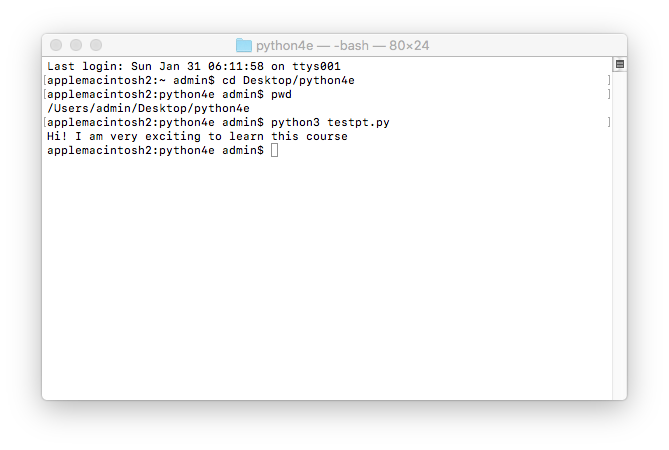 python4e — -bash — 80×24
Last login: Sun Jan 31 06:11:58 on ttys001
[applemacintosh2:~ admin$ cd Desktop/python4e ]
[applemacintosh2:python4e admin$ pwd ]
/Users/admin/Desktop/python4e
[applemacintosh2:python4e admin$ python3 testpt.py ]
Hi! I am very exciting to learn this course
applemacintosh2:python4e admin$